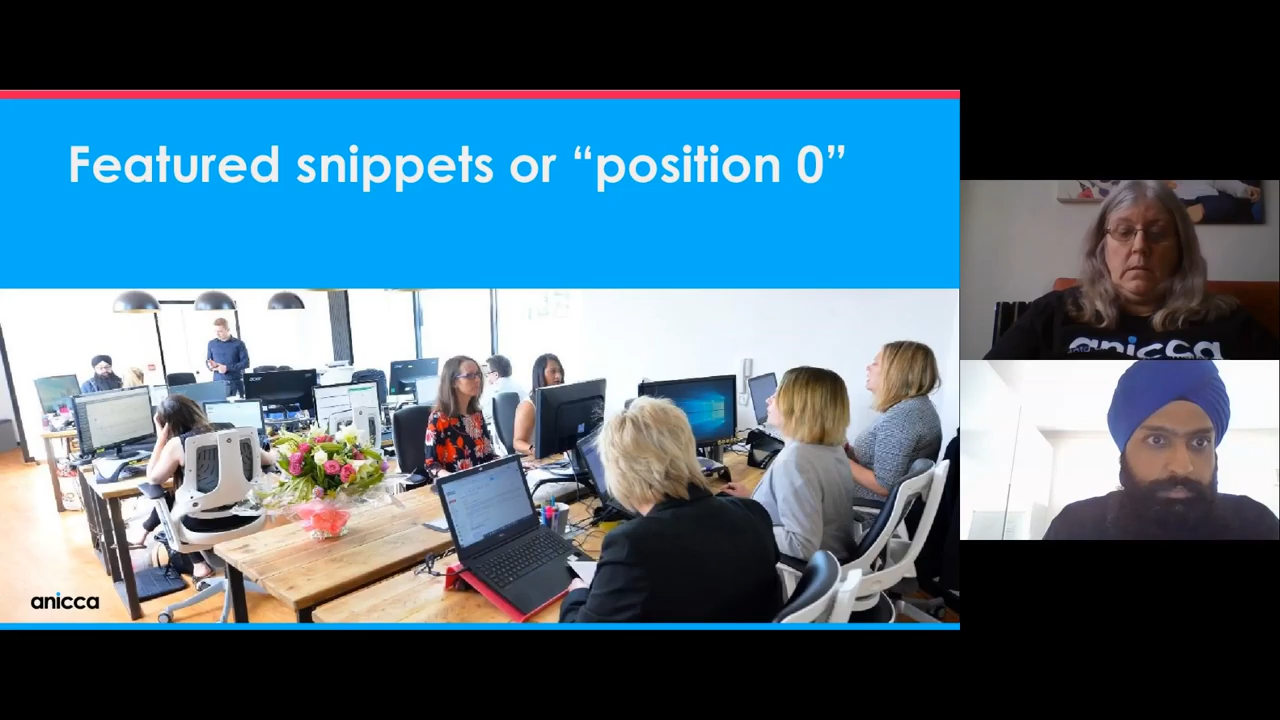 Featured snippets or “position 0”
anicca
anicca